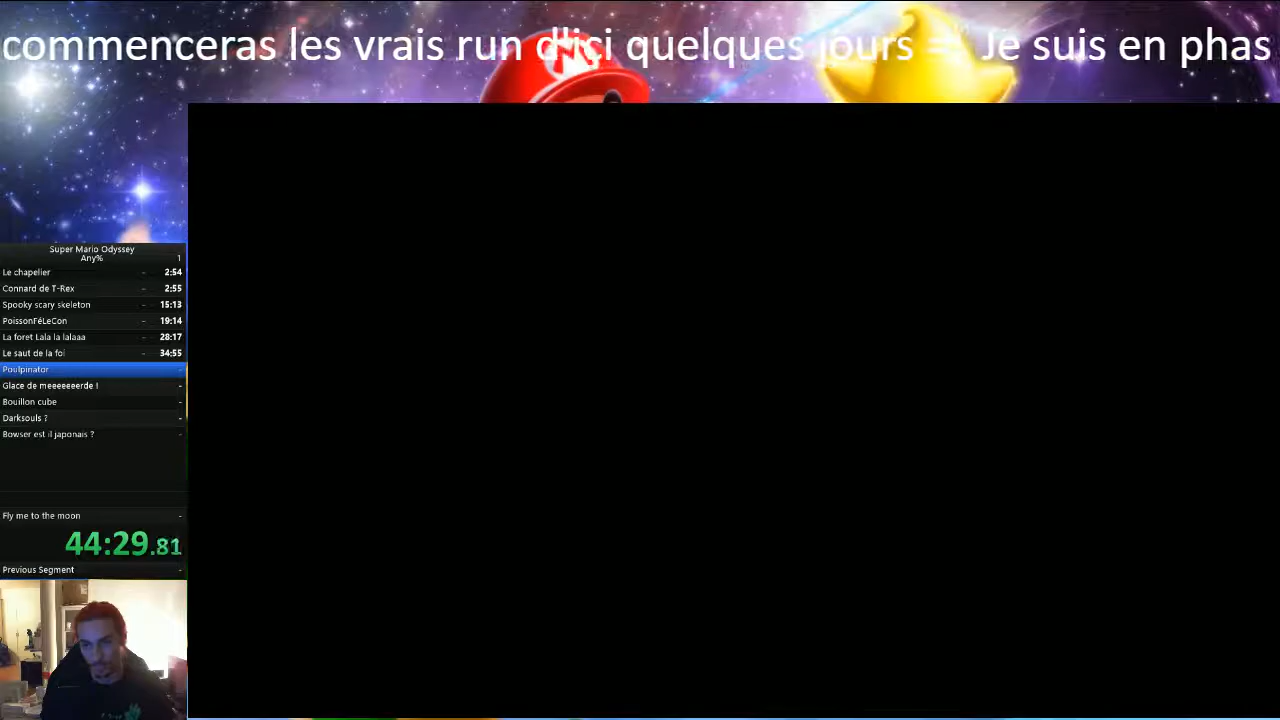 commenceras les vrais run d'ici quelques jours = Je suis en phas
Super Mario Odyssey
Any% 1
Le chapelier - 2:54
Connard de T-Rex - 2:55
Spooky scary skeleton - 15:13
PoissonFéLeCon - 19:14
La foret Lala la lalaaa - 28:17
Le saut de la foi - 34:55
Poulpinator -
Glace de meeeeeeerde ! -
Bouillon cube -
Darksouls ? -
Bowser est il japonais ? -
Fly me to the moon -
44:29.81
Previous Segment -